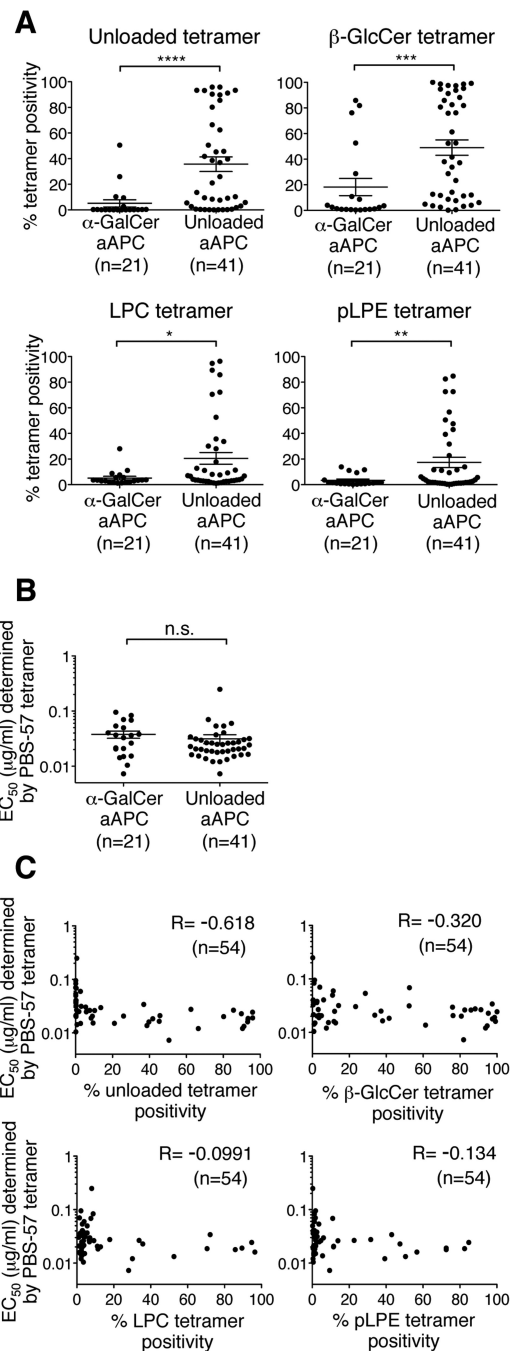 A
Unloaded tetramer
β-GlcCer tetramer
****
***
% tetramer positivity
100
80
60
40
20
0
100
80
60
40
20
0
α-GalCer
aAPC
(n=21)
Unloaded
aAPC
(n=41)
α-GalCer
aAPC
(n=21)
Unloaded
aAPC
(n=41)
LPC tetramer
pLPE tetramer
*
**
% tetramer positivity
100
80
60
40
20
0
100
80
60
40
20
0
α-GalCer
aAPC
(n=21)
Unloaded
aAPC
(n=41)
α-GalCer
aAPC
(n=21)
Unloaded
aAPC
(n=41)
B
n.s.
EC50 (μg/ml) determined
by PBS-57 tetramer
1
0.1
0.01
α-GalCer
aAPC
(n=21)
Unloaded
aAPC
(n=41)
C
EC50 (μg/ml) determined
by PBS-57 tetramer
1
0.1
0.01
R= -0.618
(n=54)
0 20 40 60 80 100
% unloaded tetramer
positivity
1
0.1
0.01
R= -0.320
(n=54)
0 20 40 60 80 100
% β-GlcCer tetramer
positivity
EC50 (μg/ml) determined
by PBS-57 tetramer
1
0.1
0.01
R= -0.0991
(n=54)
0 20 40 60 80 100
% LPC tetramer
positivity
1
0.1
0.01
R= -0.134
(n=54)
0 20 40 60 80 100
% pLPE tetramer
positivity